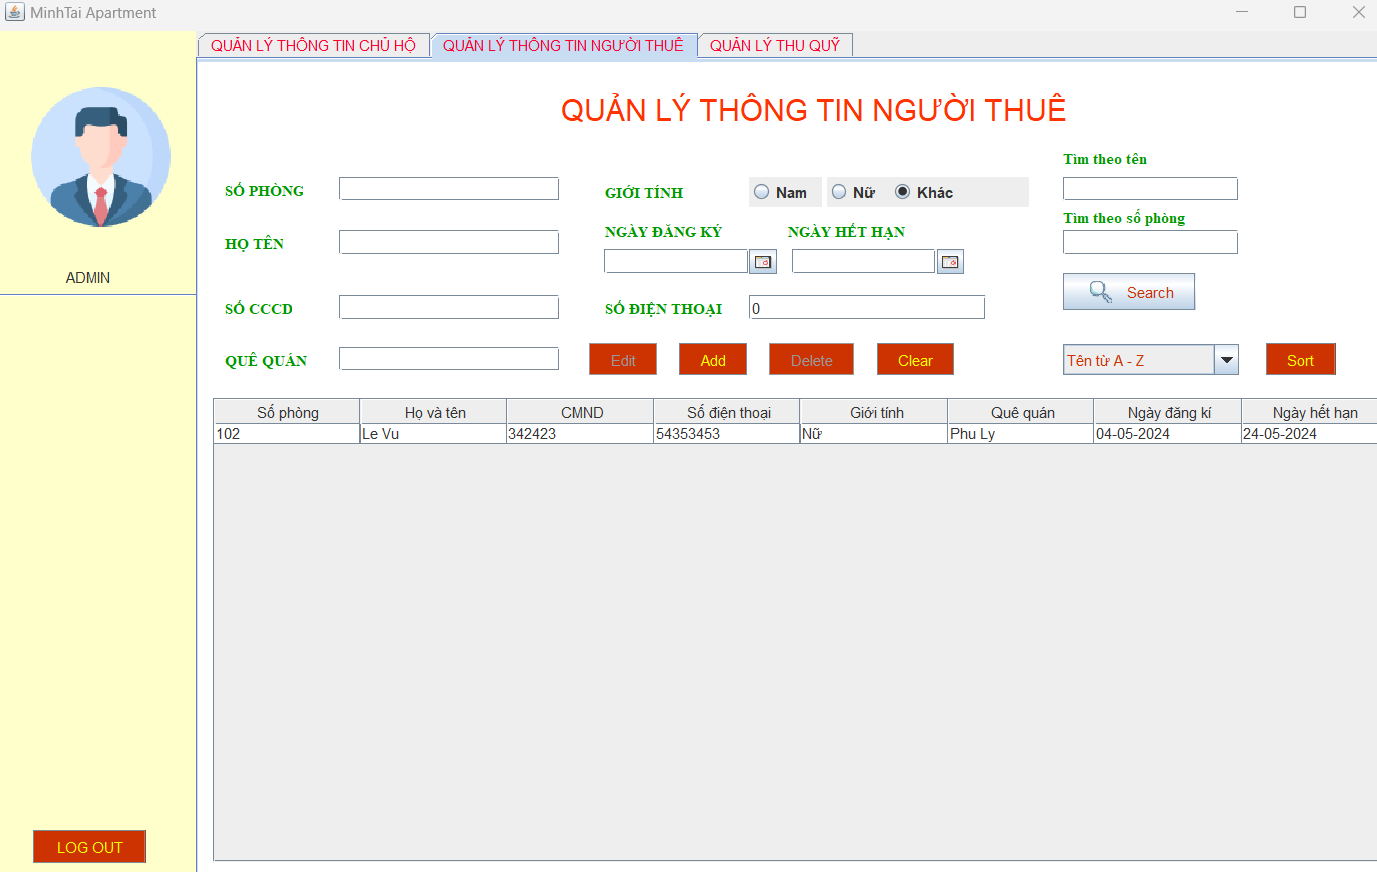 MinhTai Apartment
QUẢN LÝ THÔNG TIN CHỦ HỘ
QUẢN LÝ THÔNG TIN NGƯỜI THUÊ
QUẢN LÝ THU QUỸ
ADMIN
LOG OUT
QUẢN LÝ THÔNG TIN NGƯỜI THUÊ
SỐ PHÒNG
HỌ TÊN
SỐ CCCD
QUÊ QUÁN
GIỚI TÍNH Nam Nữ Khác
NGÀY ĐĂNG KÝ NGÀY HẾT HẠN
SỐ ĐIỆN THOẠI 0
Edit Add Delete Clear
Tìm theo tên
Tìm theo số phòng
Search
Tên từ A - Z Sort
Số phòng Họ và tên CMND Số điện thoại Giới tính Quê quán Ngày đăng kí Ngày hết hạn
102 Le Vu 342423 54353453 Nữ Phu Ly 04-05-2024 24-05-2024